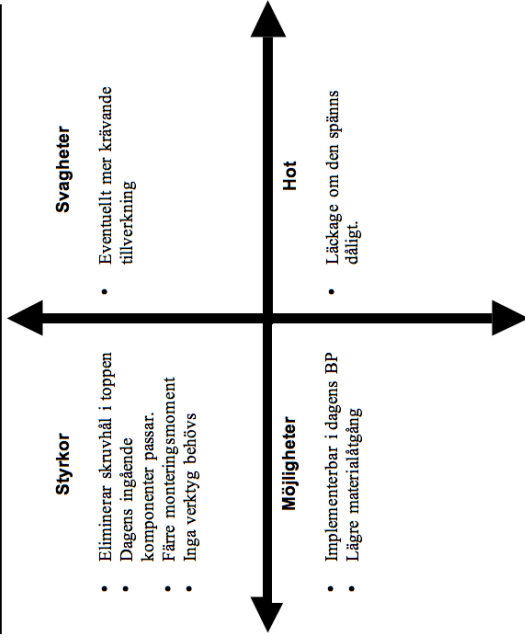 Styrkor
• Eliminerar skruvhål i toppen
• Dagens ingående
komponenter passar.
• Färre monteringsmoment
• Inga verktyg behövs
Svagheter
• Eventuellt mer krävande
tillverkning
Möjligheter
• Implementerbar i dagens BP
• Lägre materialåtgång
Hot
• Läckage om den spänns
dåligt.